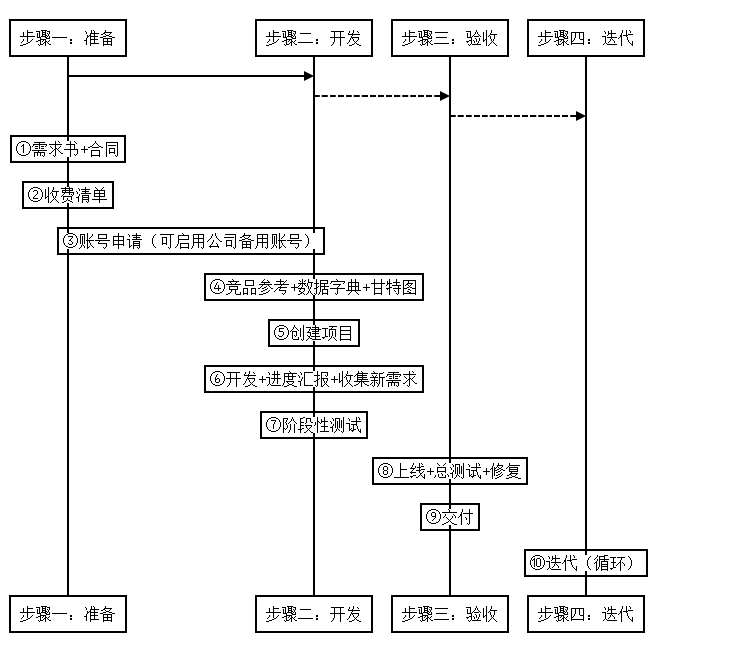 步骤一：准备
步骤二：开发
步骤三：验收
步骤四：迭代
①需求书+合同
②收费清单
③账号申请（可启用公司备用账号）
④竞品参考+数据字典+甘特图
⑤创建项目
⑥开发+进度汇报+收集新需求
⑦阶段性测试
⑧上线+总测试+修复
⑨交付
⑩迭代（循环）
步骤一：准备
步骤二：开发
步骤三：验收
步骤四：迭代